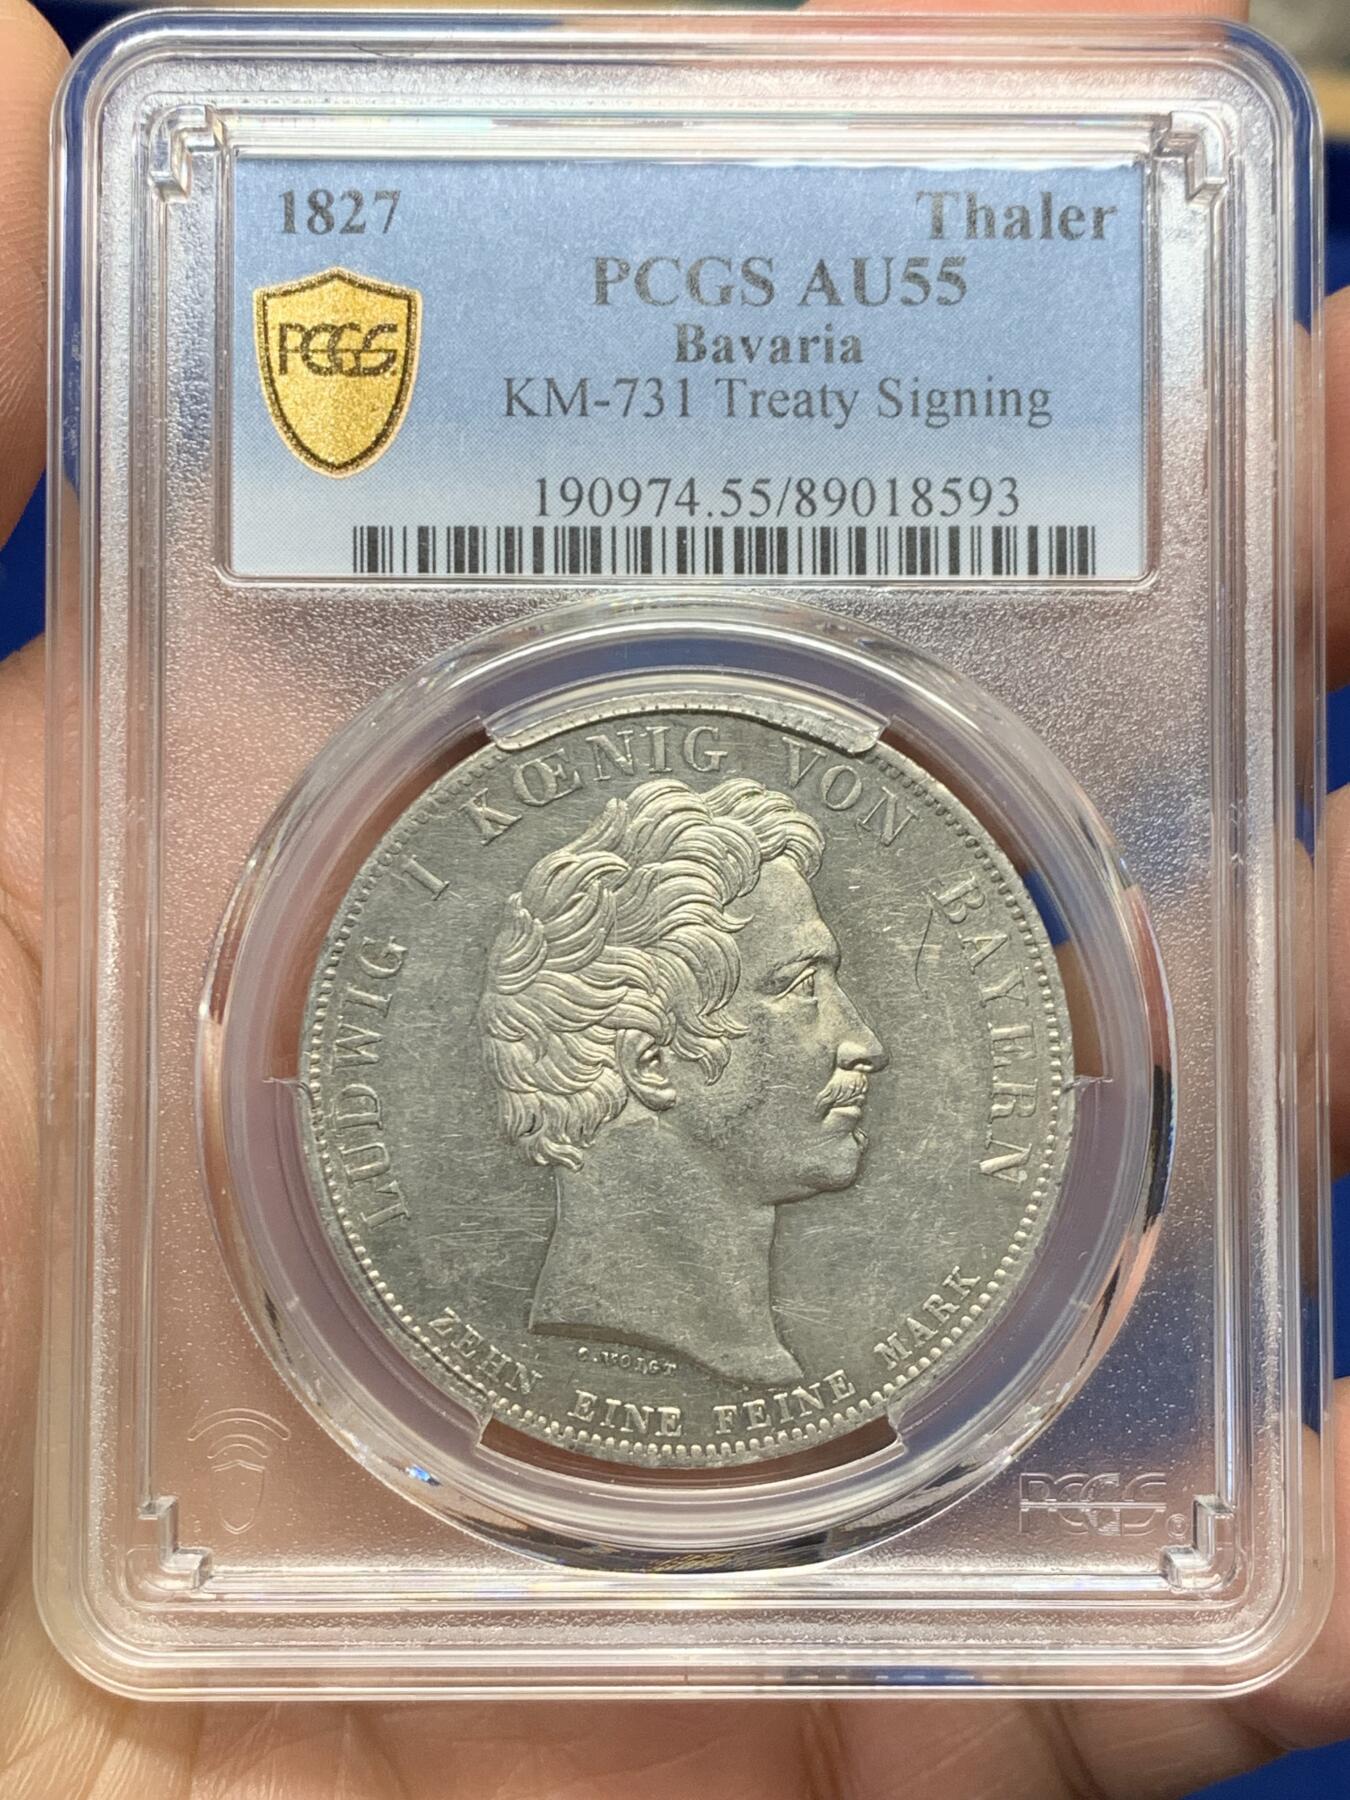 1827 Thaler
PCGS AU55
PCGS
Bavaria
KM-731 Treaty Signing
190974.55/89018593
LUDWIG I KŒNIG VON BAYERN
C. VOIGT
ZEHN EINE FEINE MARK
PCGS